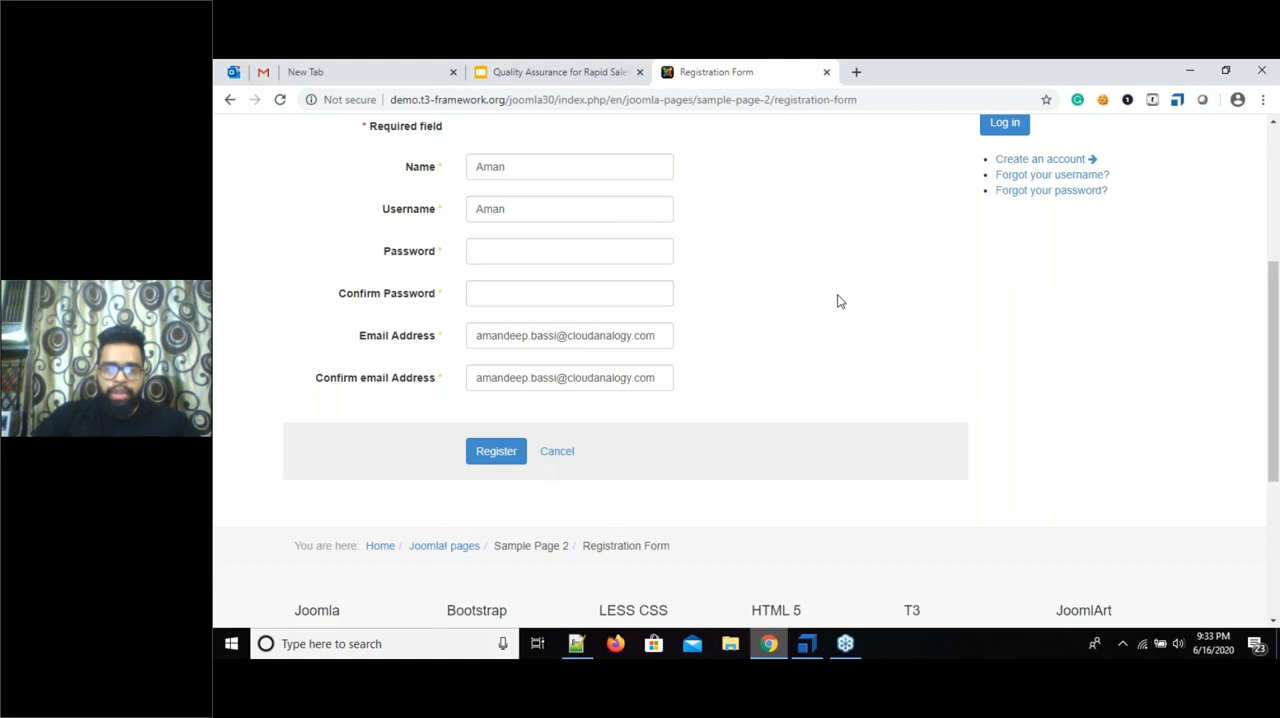 New Tab
Quality Assurance for Rapid Sale
Registration Form
Not secure
demo.t3-framework.org/joomla30/index.php/en/joomla-pages/sample-page-2/registration-form
* Required field
Log in
Name *
Aman
Create an account
Forgot your username?
Forgot your password?
Username *
Aman
Password *
Confirm Password *
Email Address *
amandeep.bassi@cloudanalogy.com
Confirm email Address *
amandeep.bassi@cloudanalogy.com
Register
Cancel
You are here: Home / Joomla! pages / Sample Page 2 / Registration Form
Joomla
Bootstrap
LESS CSS
HTML 5
T3
JoomlArt
Type here to search
9:33 PM
6/16/2020
23